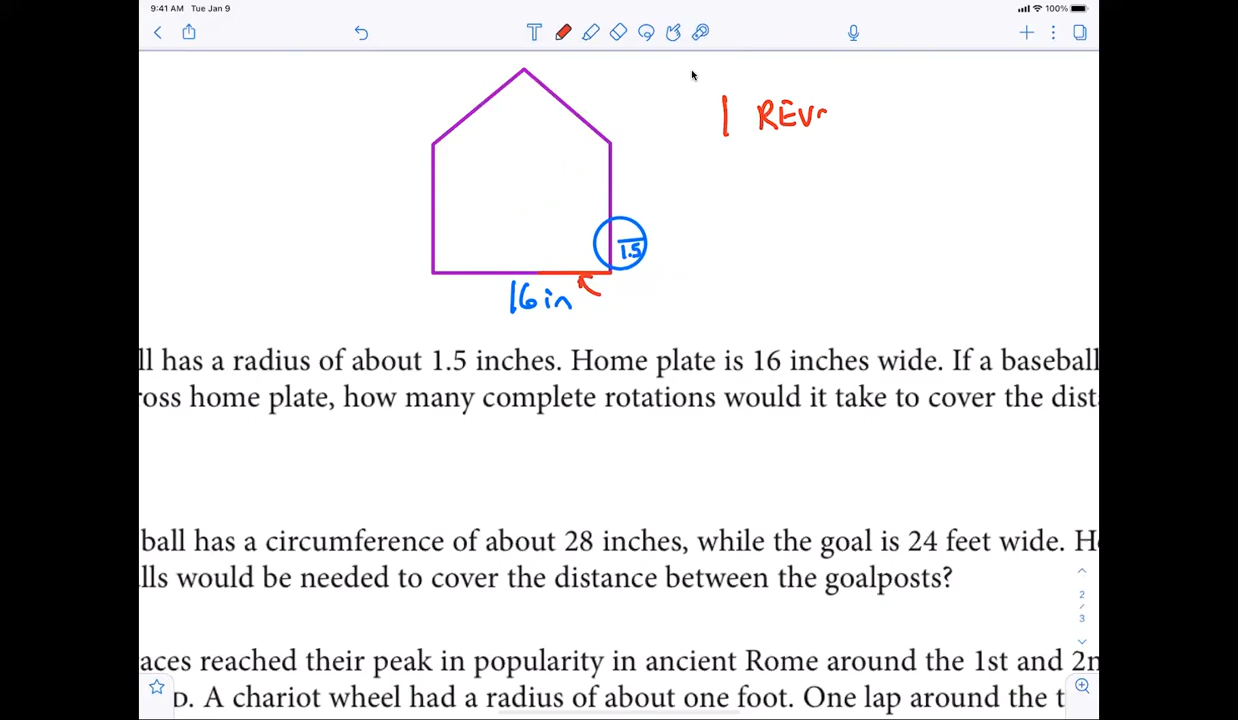 9:41 AM Tue Jan 9
100%
1 REV
1.5
16 in
ll has a radius of about 1.5 inches. Home plate is 16 inches wide. If a baseball
ross home plate, how many complete rotations would it take to cover the dist
ball has a circumference of about 28 inches, while the goal is 24 feet wide. H
lls would be needed to cover the distance between the goalposts?
aces reached their peak in popularity in ancient Rome around the 1st and 2n
D. A chariot wheel had a radius of about one foot. One lap around the t
2
/
3